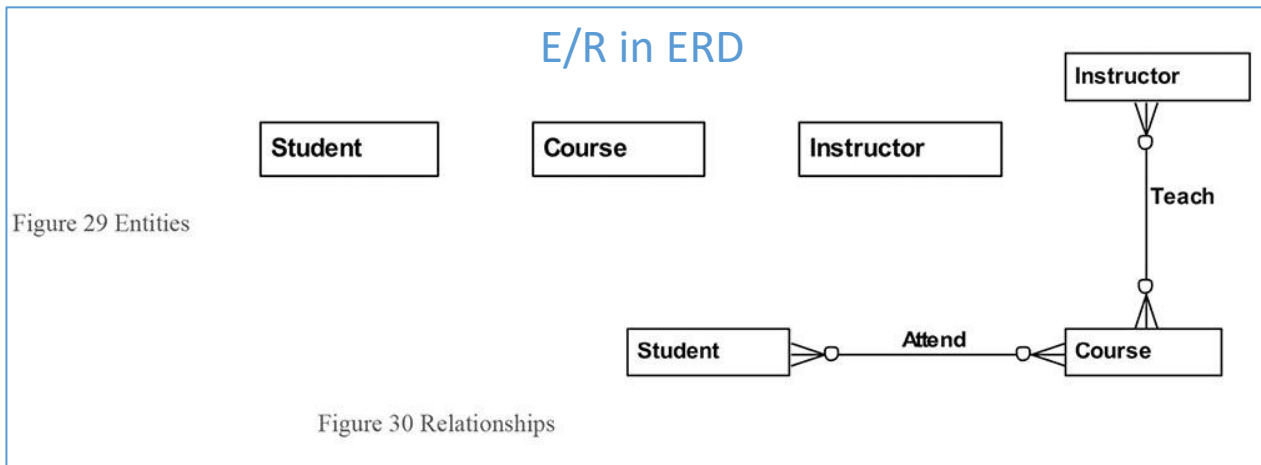 E/R in ERD
Instructor
Student
Course
Instructor
Teach
Figure 29 Entities
Student
Attend
Course
Figure 30 Relationships